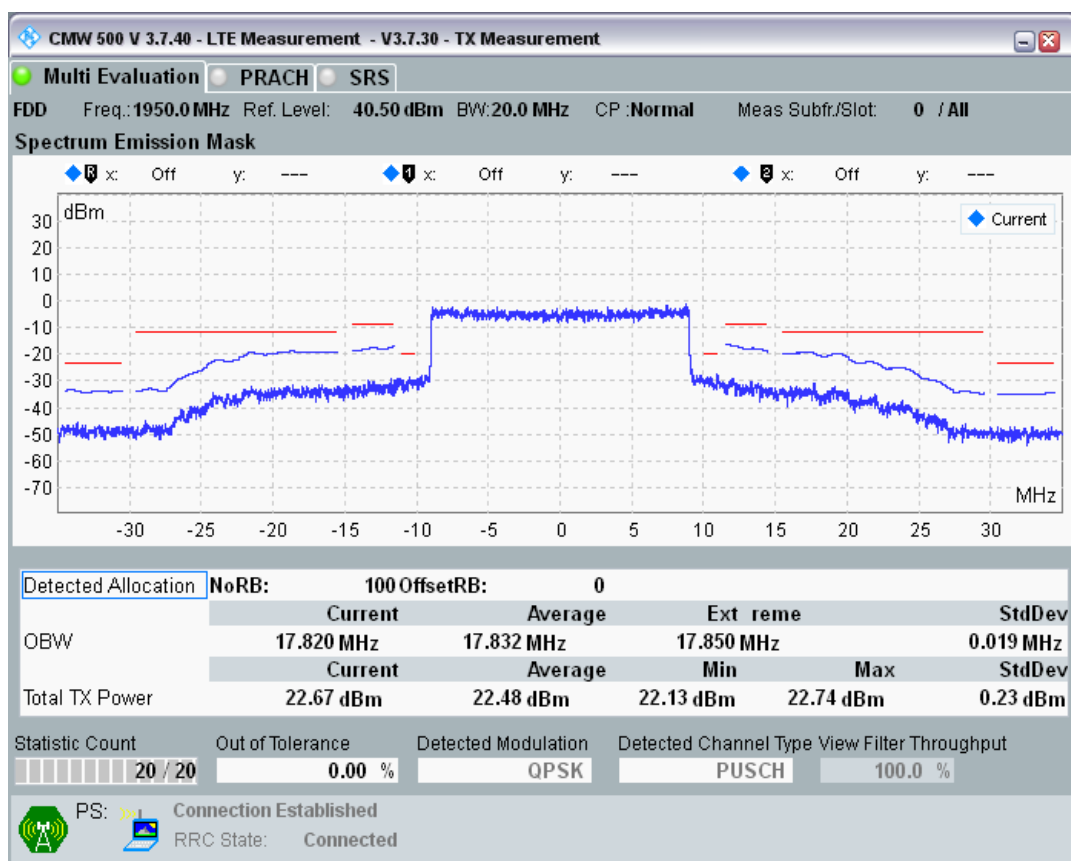 CMW 500 V 3.7.40 - LTE Measurement - V3.7.30 - TX Measurement
Multi Evaluation PRACH SRS
FDD Freq.: 1950.0 MHz Ref. Level: 40.50 dBm BW: 20.0 MHz CP : Normal Meas Subfr./Slot: 0 / All
Spectrum Emission Mask
R x: Off y: --- 1 x: Off y: --- 2 x: Off y: ---
dBm
Current
30
20
10
0
-10
-20
-30
-40
-50
-60
-70
MHz
-30 -25 -20 -15 -10 -5 0 5 10 15 20 25 30
Detected Allocation NoRB: 100 OffsetRB: 0
Current Average Ext reme StdDev
OBW 17.820 MHz 17.832 MHz 17.850 MHz 0.019 MHz
Current Average Min Max StdDev
Total TX Power 22.67 dBm 22.48 dBm 22.13 dBm 22.74 dBm 0.23 dBm
Statistic Count Out of Tolerance Detected Modulation Detected Channel Type View Filter Throughput
20 / 20 0.00 % QPSK PUSCH 100.0 %
PS: Connection Established
RRC State: Connected